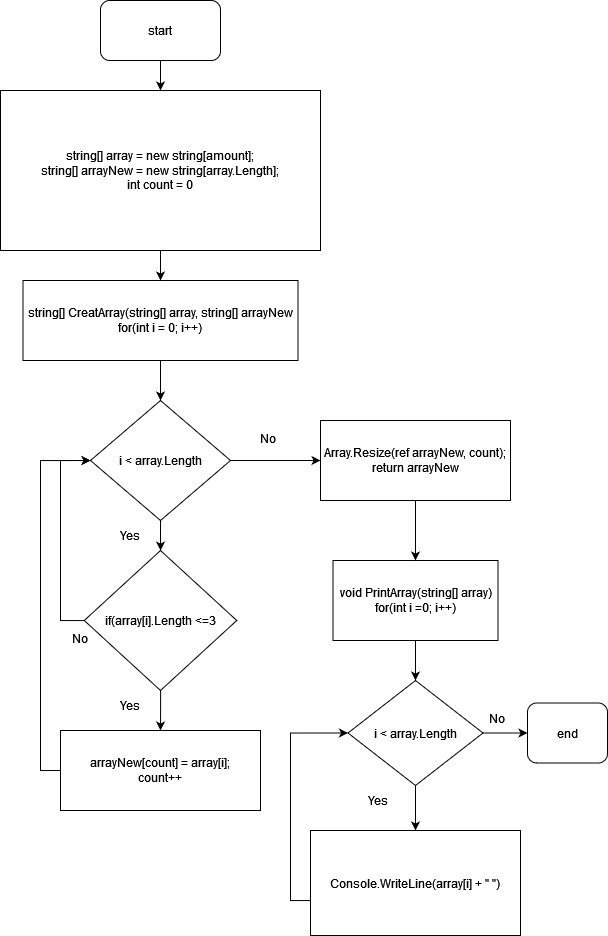 start
string[] array = new string[amount];
string[] arrayNew = new string[array.Length];
int count = 0
string[] CreatArray(string[] array, string[] arrayNew
for(int i = 0; i++)
i < array.Length
No
Array.Resize(ref arrayNew, count);
return arrayNew
Yes
if(array[i].Length <=3
No
Yes
arrayNew[count] = array[i];
count++
void PrintArray(string[] array)
for(int i =0; i++)
i < array.Length
No
end
Yes
Console.WriteLine(array[i] + " ")